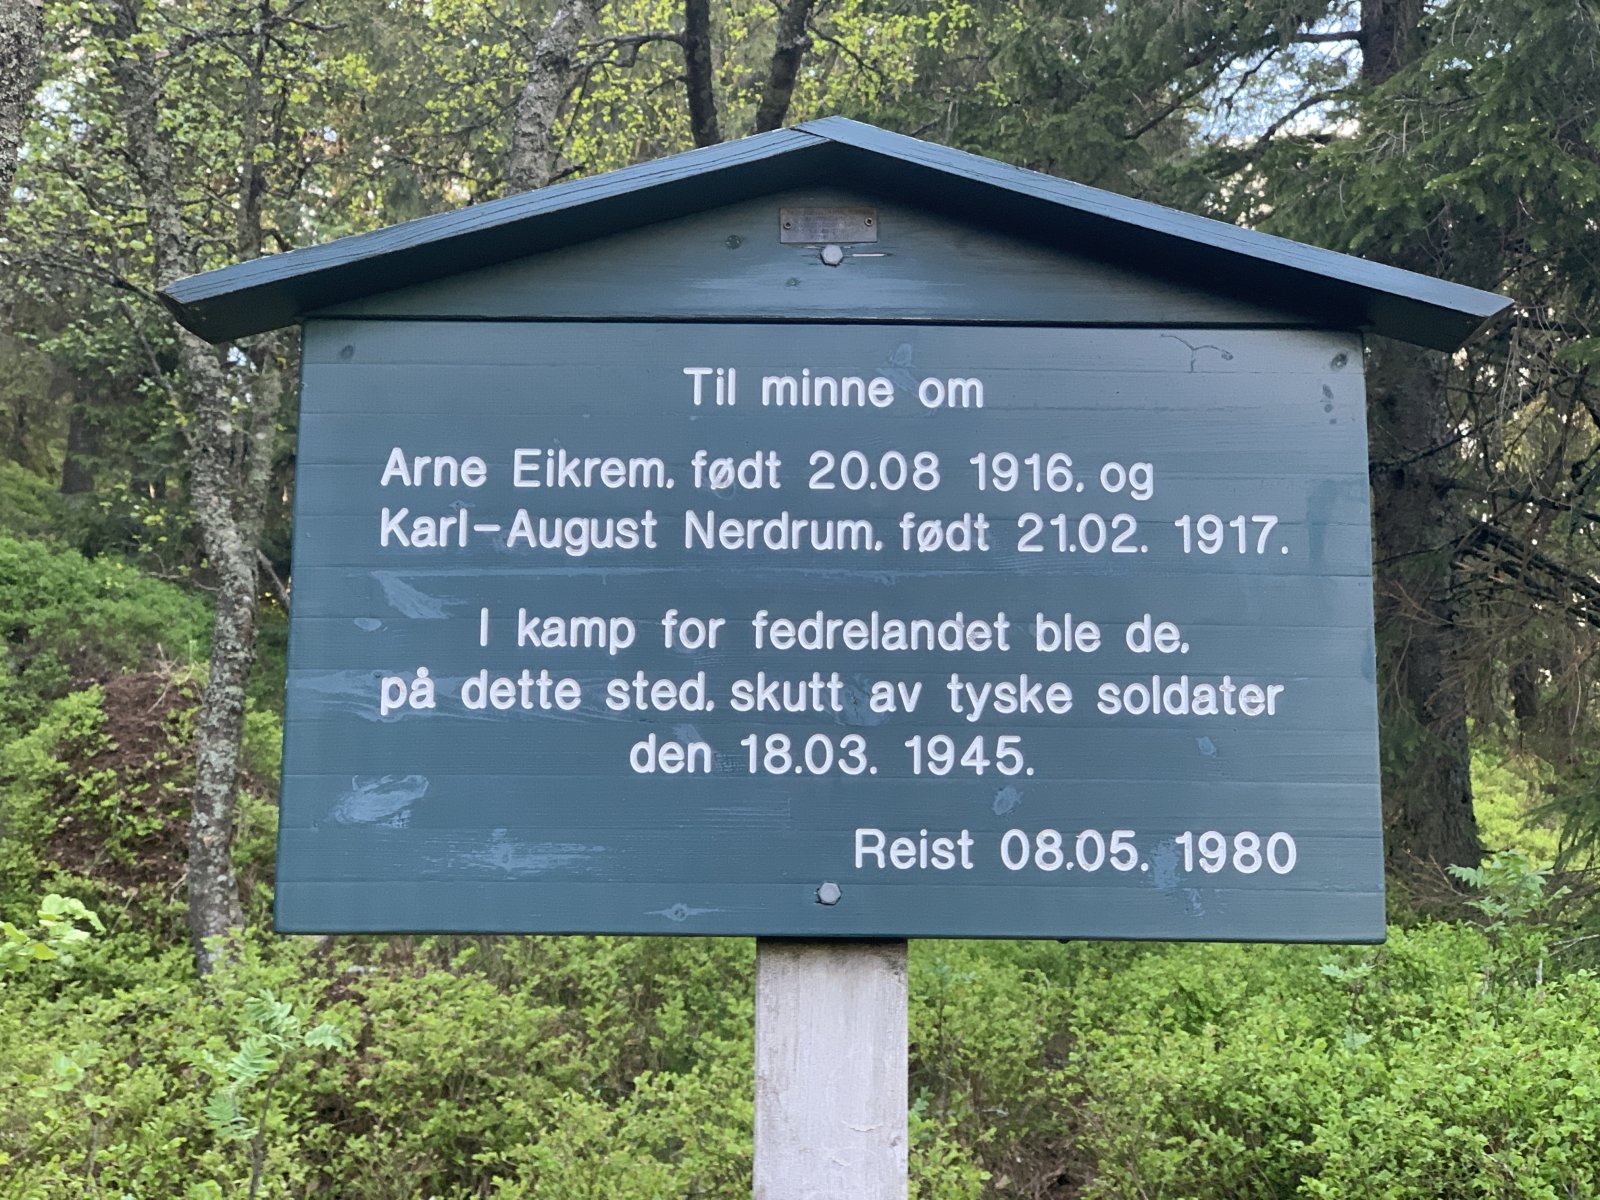 Til minne om
Arne Eikrem, født 20.08 1916, og
Karl-August Nerdrum, født 21.02. 1917.
I kamp for fedrelandet ble de,
på dette sted, skutt av tyske soldater
den 18.03. 1945.
Reist 08.05. 1980